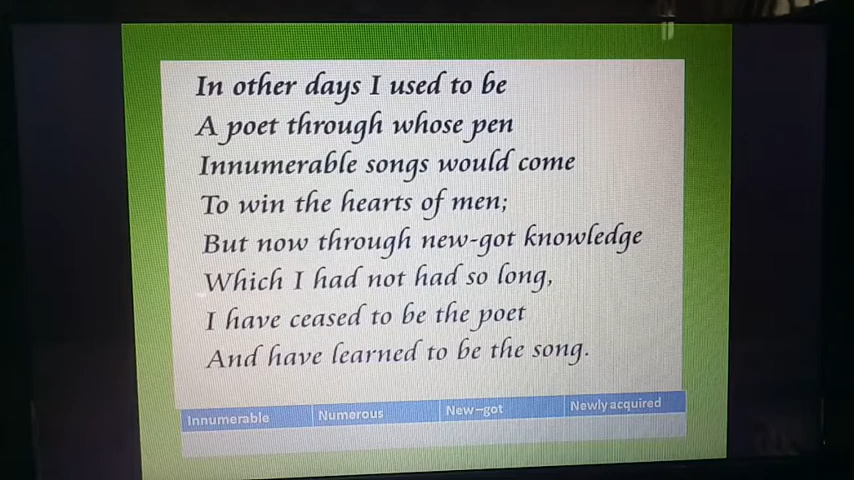 In other days I used to be
A poet through whose pen
Innumerable songs would come
To win the hearts of men;
But now through new-got knowledge
Which I had not had so long,
I have ceased to be the poet
And have learned to be the song.
Innumerable Numerous New–got Newly acquired